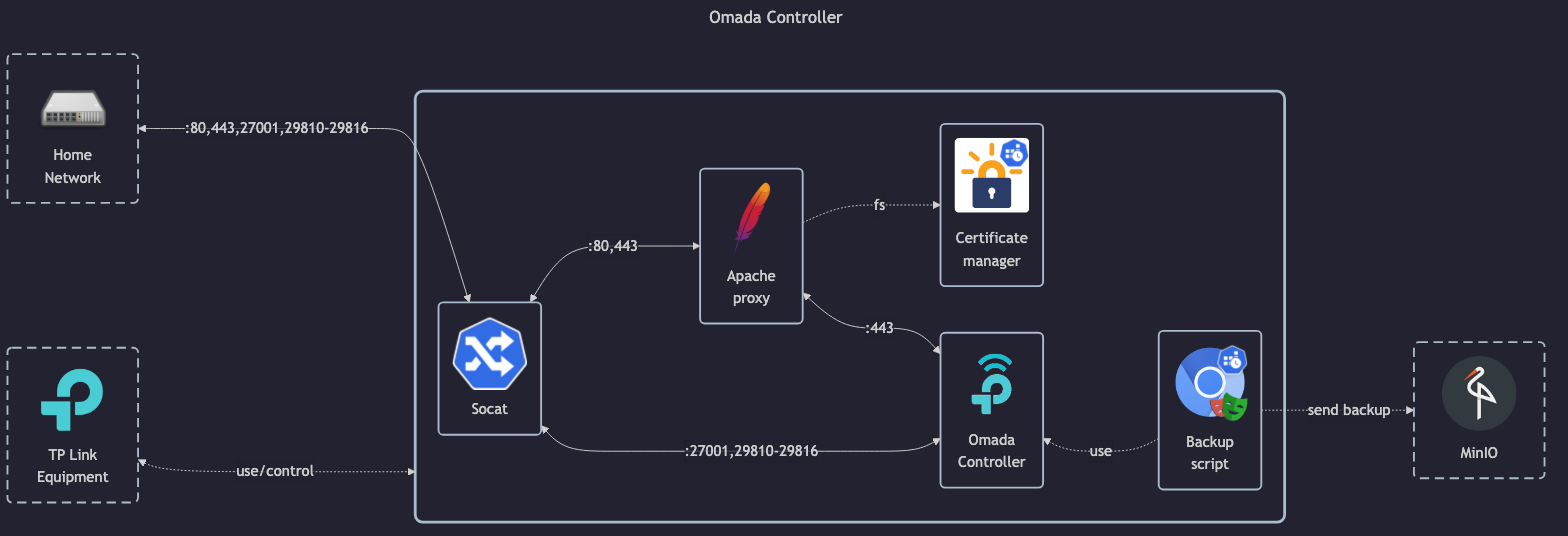 Omada Controller
Home
Network
:80,443,27001,29810-29816
TP Link
Equipment
use/control
Socat
:80,443
Apache
proxy
fs
Certificate
manager
:443
:27001,29810-29816
Omada
Controller
use
Backup
script
send backup
MinIO